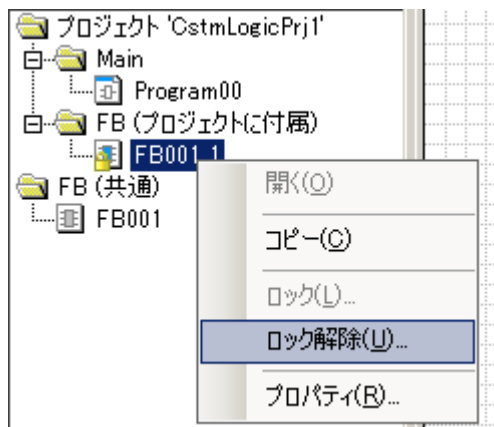 プロジェクト 'CstmLogicPrj1'
Main
Program00
FB (プロジェクトに付属)
FB001_1
FB (共通)
FB001
開く(O)
コピー(C)
ロック(L)...
ロック解除(U)...
プロパティ(R)...